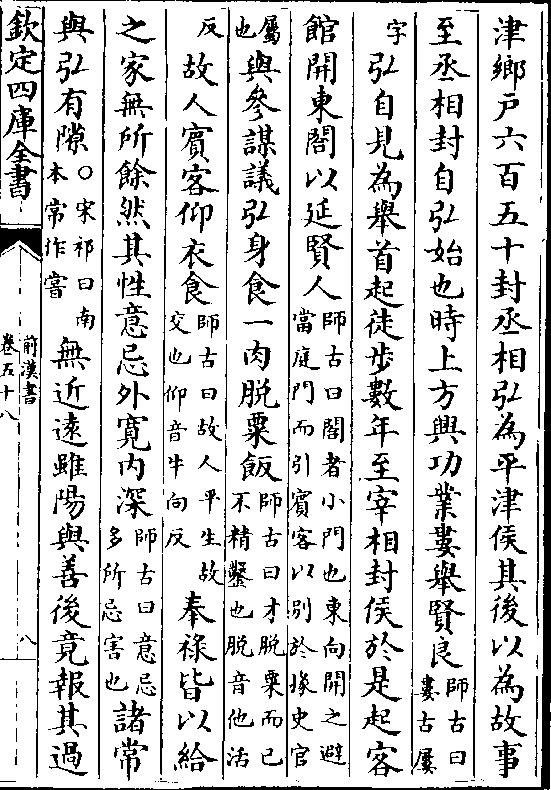 津鄉戶六百五十封丞相弘為平津侯其後以為故事
至丞相封自弘始也時上方興功業婁舉賢良師古曰婁古屢
字弘自見為舉首起徒步數年至宰相封侯於是起客
館開東閤以延賢人師古曰閤者小門也東向開之避當庭門而引賓客以別於掾史官
屬也與參謀議弘身食一肉脱粟飯師古曰才脱粟而已不精鑿也脱音他活
反故人賓客仰衣食師古曰故人平生故交也仰音牛向反奉祿皆以給
之家無所餘然其性意忌外寬內深師古曰意忌多所忌害也諸常
與弘有隙○宋祁曰南本常作嘗無近遠雖陽與善後竟報其過
欽定四庫全書
前漢書
卷五十八
八